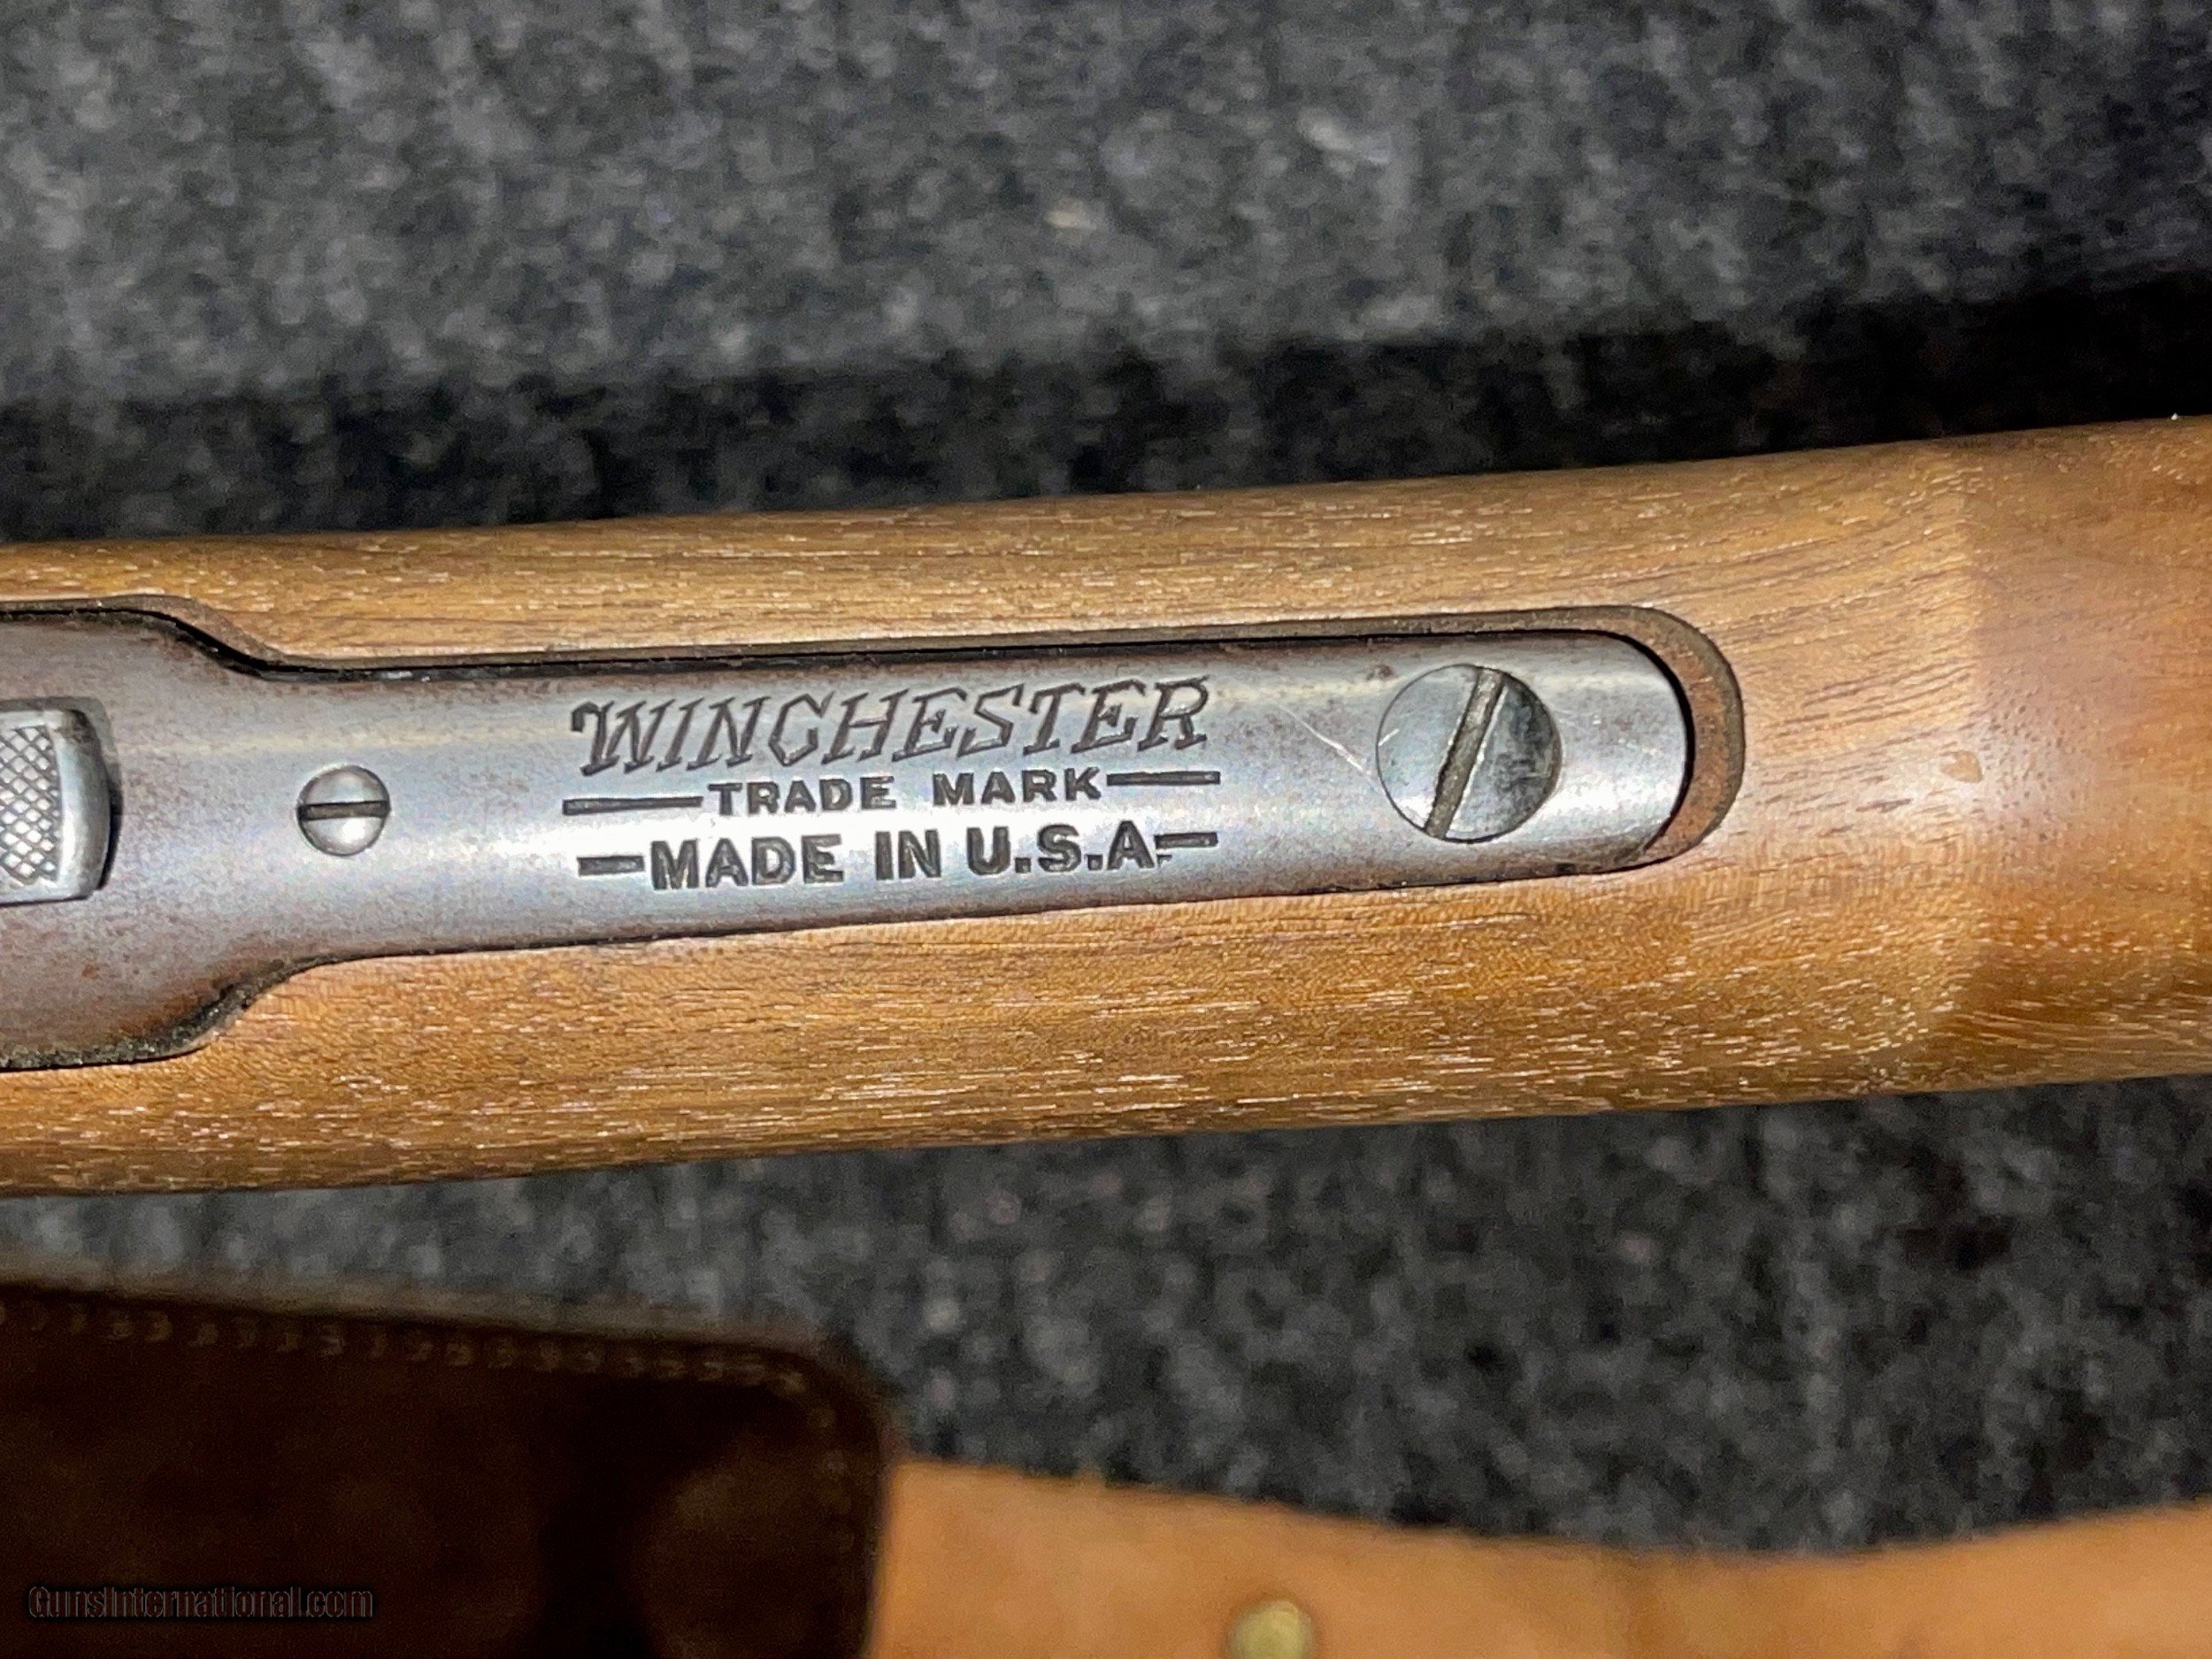 WINCHESTER
TRADE MARK
MADE IN U.S.A.
GunsInternational.com